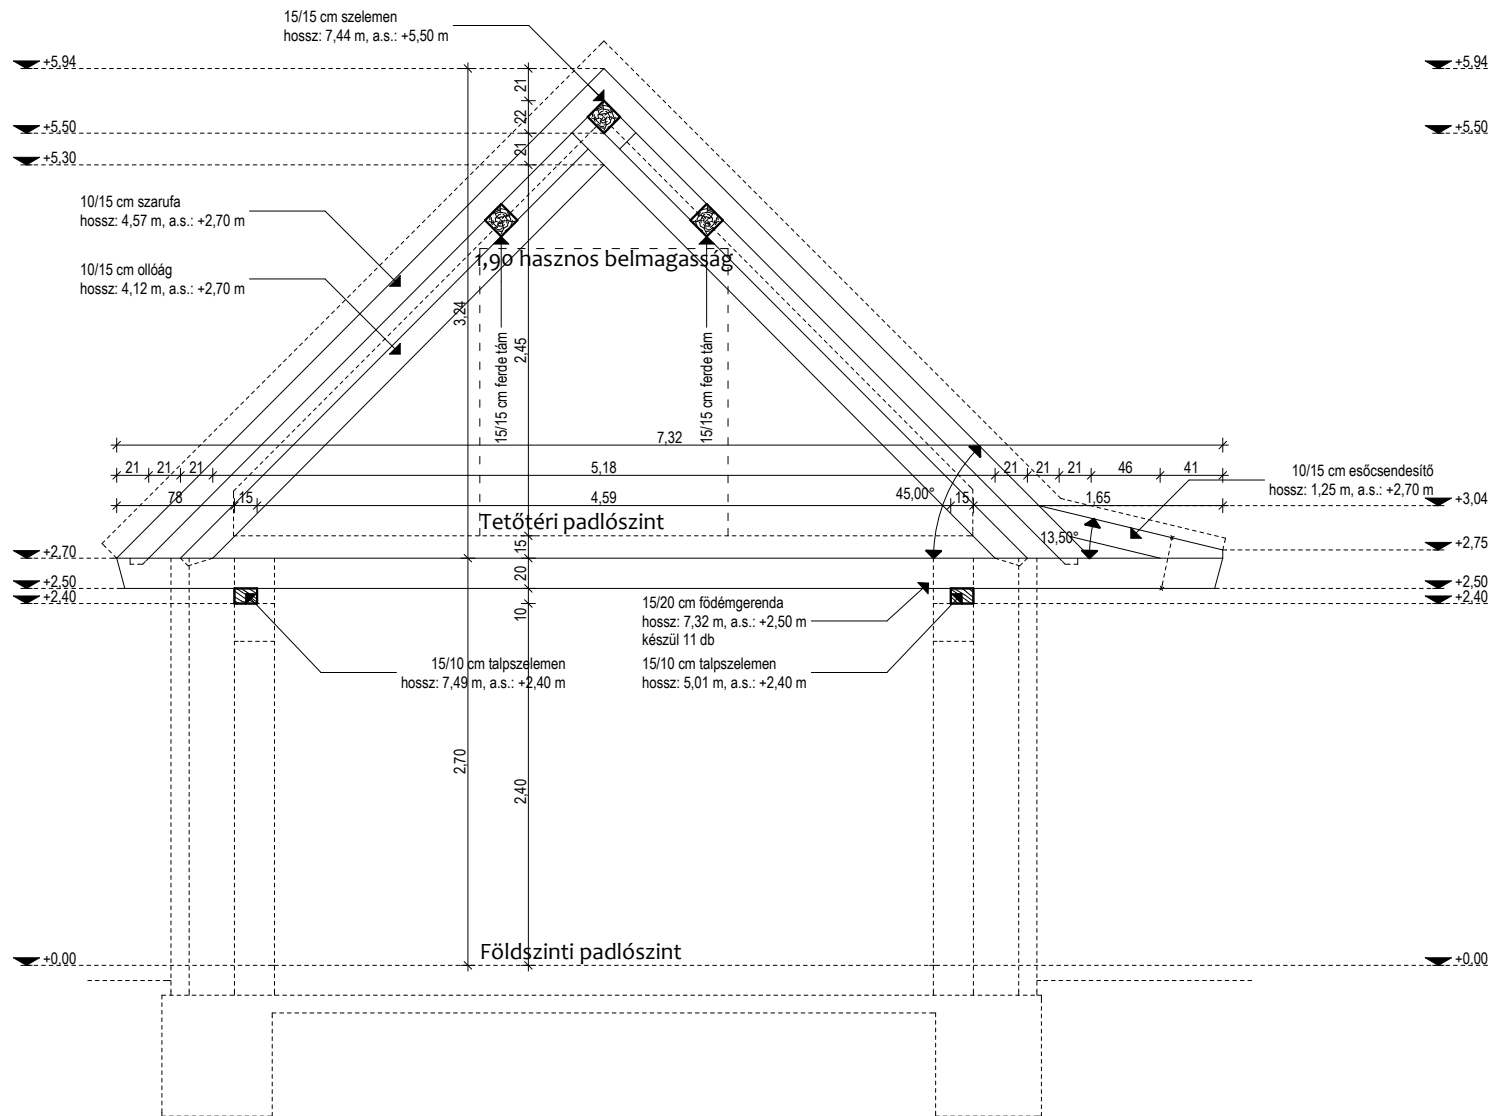 15/15 cm szelemen
hossz: 7,44 m, a.s.: +5,50 m
+5,94
+5,94
21
22
+5,50
+5,50
21
+5,30
10/15 cm szarufa
hossz: 4,57 m, a.s.: +2,70 m
10/15 cm ollóág
hossz: 4,12 m, a.s.: +2,70 m
1,90 hasznos belmagasság
3,24
2,45
15/15 cm ferde tám
15/15 cm ferde tám
7,32
21 21 21 5,18 21 21 21 46 41
10/15 cm esőcsendesítő
hossz: 1,25 m, a.s.: +2,70 m
78 15 4,59 45,00° 15 1,65
+3,04
Tetőtéri padlószint
13,50°
15
+2,70
+2,75
20
+2,50
+2,50
+2,40
+2,40
10
15/20 cm födémgerenda
hossz: 7,32 m, a.s.: +2,50 m
készül 11 db
15/10 cm talpszelemen
hossz: 7,49 m, a.s.: +2,40 m
15/10 cm talpszelemen
hossz: 5,01 m, a.s.: +2,40 m
2,70
2,40
Földszinti padlószint
+0,00
+0,00